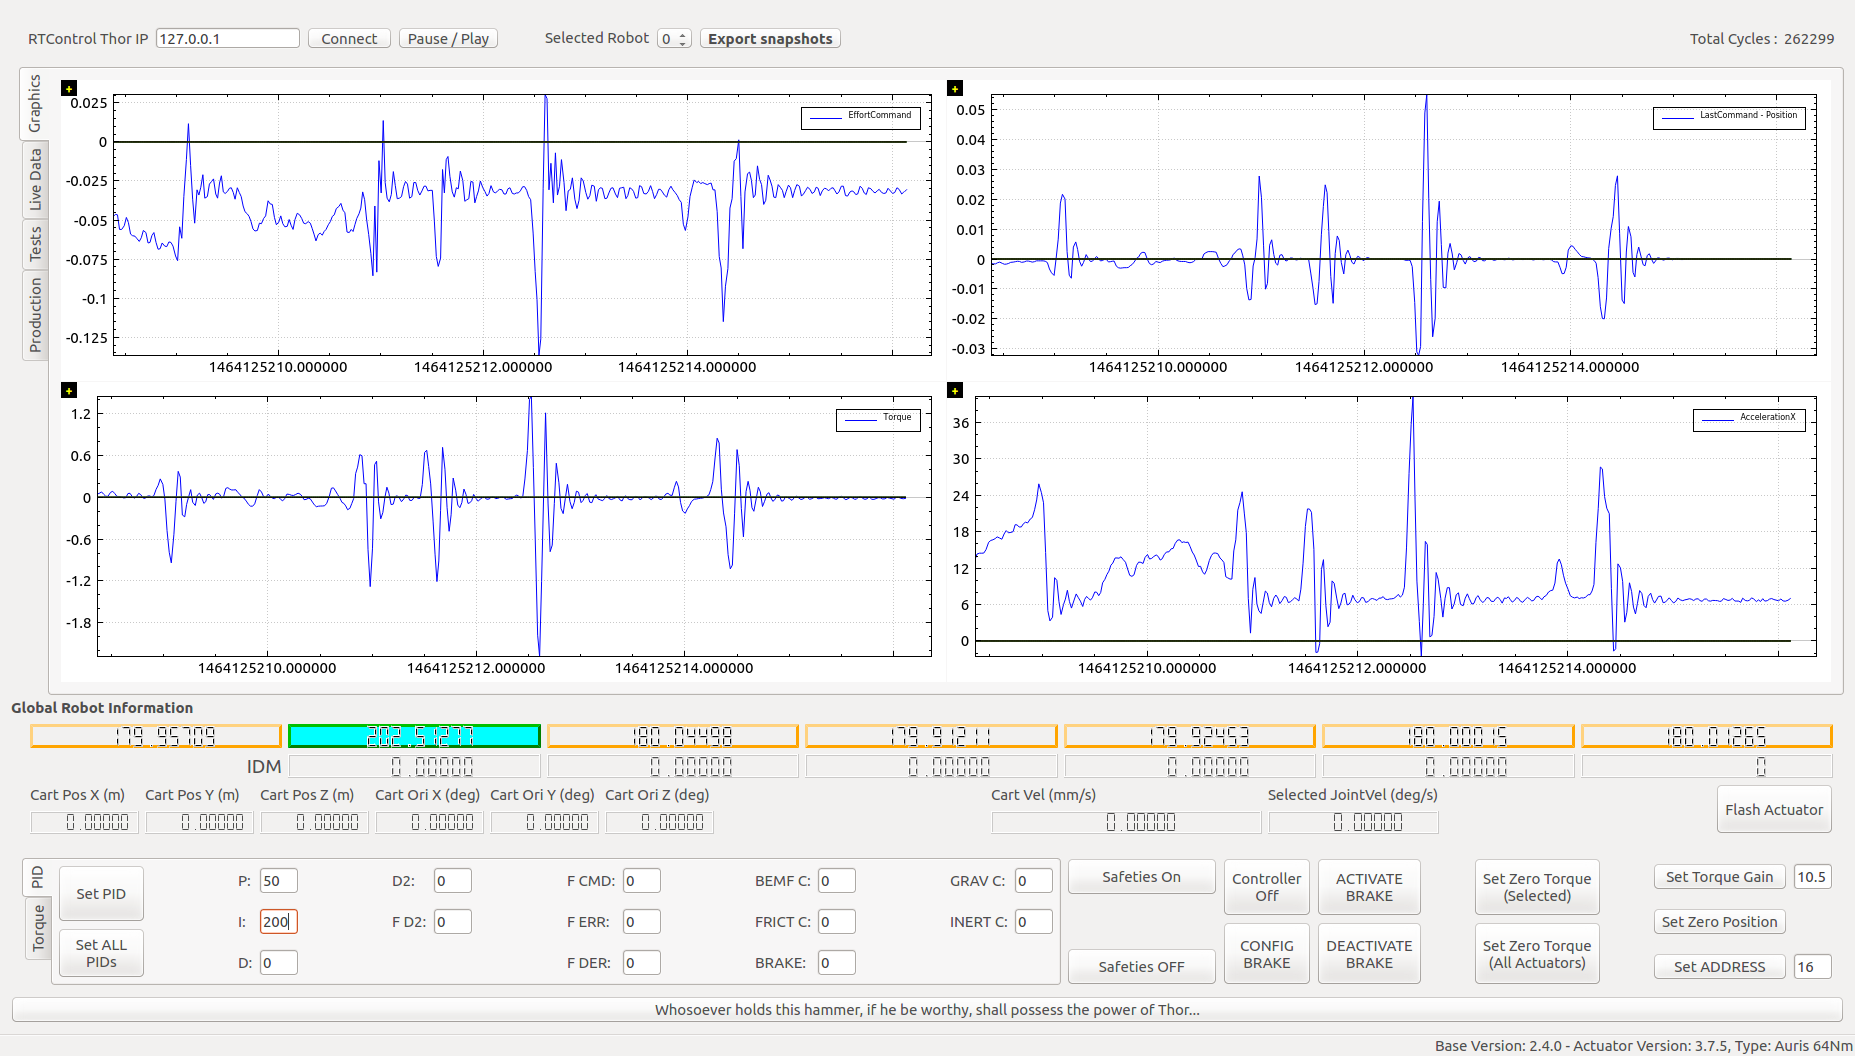 RTControl Thor IP 127.0.0.1 Connect Pause / Play Selected Robot 0 Export snapshots Total Cycles : 262299
Graphics
Live Data
Tests
Production
+
0.025
0
-0.025
-0.05
-0.075
-0.1
-0.125
EffortCommand
1464125210.000000 1464125212.000000 1464125214.000000
+
0.05
0.04
0.03
0.02
0.01
0
-0.01
-0.02
-0.03
LastCommand - Position
1464125210.000000 1464125212.000000 1464125214.000000
+
1.2
0.6
0
-0.6
-1.2
-1.8
Torque
1464125210.000000 1464125212.000000 1464125214.000000
+
36
30
24
18
12
6
0
AccelerationX
1464125210.000000 1464125212.000000 1464125214.000000
Global Robot Information
179.95709 202.51277 180.04498 179.91211 179.92453 180.00015 180.01265
IDM 0.00000 0.00000 0.00000 0.00000 0.00000 0
Cart Pos X (m) Cart Pos Y (m) Cart Pos Z (m) Cart Ori X (deg) Cart Ori Y (deg) Cart Ori Z (deg) Cart Vel (mm/s) Selected JointVel (deg/s)
0.00000 0.00000 0.00000 0.00000 0.00000 0.00000 0.00000 0.00000
Flash Actuator
PID
Torque
Set PID
Set ALL
PIDs
P: 50 D2: 0 F CMD: 0 BEMF C: 0 GRAV C: 0
I: 200 F D2: 0 F ERR: 0 FRICT C: 0 INERT C: 0
D: 0 F DER: 0 BRAKE: 0
Safeties On
Safeties OFF
Controller
Off
ACTIVATE
BRAKE
CONFIG
BRAKE
DEACTIVATE
BRAKE
Set Zero Torque
(Selected)
Set Zero Torque
(All Actuators)
Set Torque Gain 10.5
Set Zero Position
Set ADDRESS 16
Whosoever holds this hammer, if he be worthy, shall possess the power of Thor...
Base Version: 2.4.0 - Actuator Version: 3.7.5, Type: Auris 64Nm